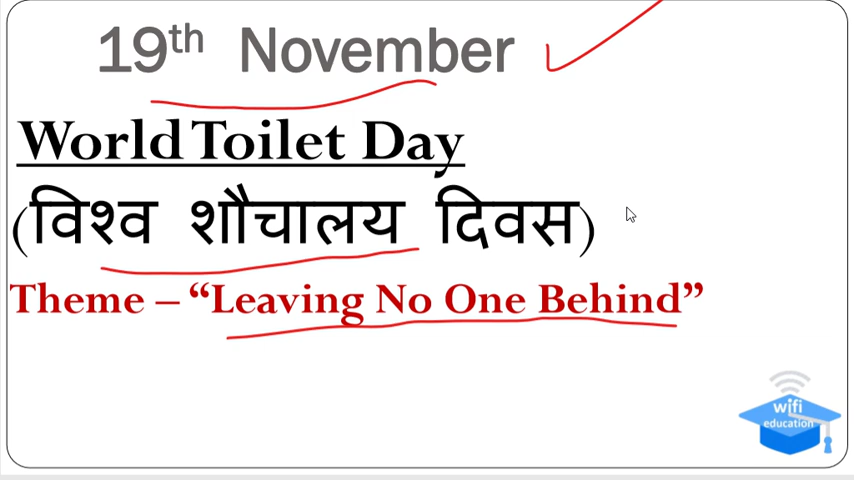 19th November
World Toilet Day
(विश्व शौचालय दिवस)
Theme – “Leaving No One Behind”
wifi
education